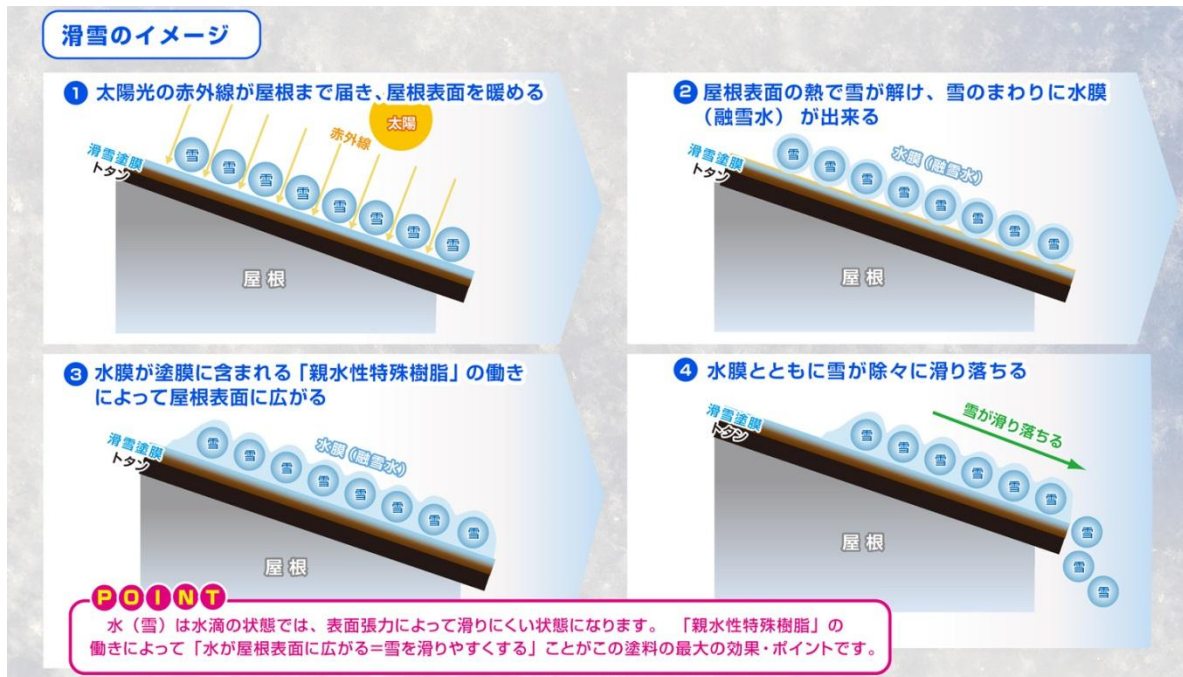 滑雪のイメージ
1 太陽光の赤外線が屋根まで届き、屋根表面を暖める
太陽
赤外線
滑雪塗膜
トタン
雪 雪 雪 雪 雪 雪 雪 雪
屋根
2 屋根表面の熱で雪が解け、雪のまわりに水膜
（融雪水） が出来る
滑雪塗膜
トタン
水膜（融雪水）
雪 雪 雪 雪 雪 雪 雪 雪
屋根
3 水膜が塗膜に含まれる「親水性特殊樹脂」の働き
によって屋根表面に広がる
滑雪塗膜
トタン
水膜（融雪水）
雪 雪 雪 雪 雪 雪 雪 雪
屋根
4 水膜とともに雪が除々に滑り落ちる
滑雪塗膜
トタン
雪が滑り落ちる
雪 雪 雪 雪 雪 雪
雪
雪
雪
屋根
POINT
水（雪）は水滴の状態では、表面張力によって滑りにくい状態になります。 「親水性特殊樹脂」の
働きによって「水が屋根表面に広がる＝雪を滑りやすくする」ことがこの塗料の最大の効果・ポイントです。